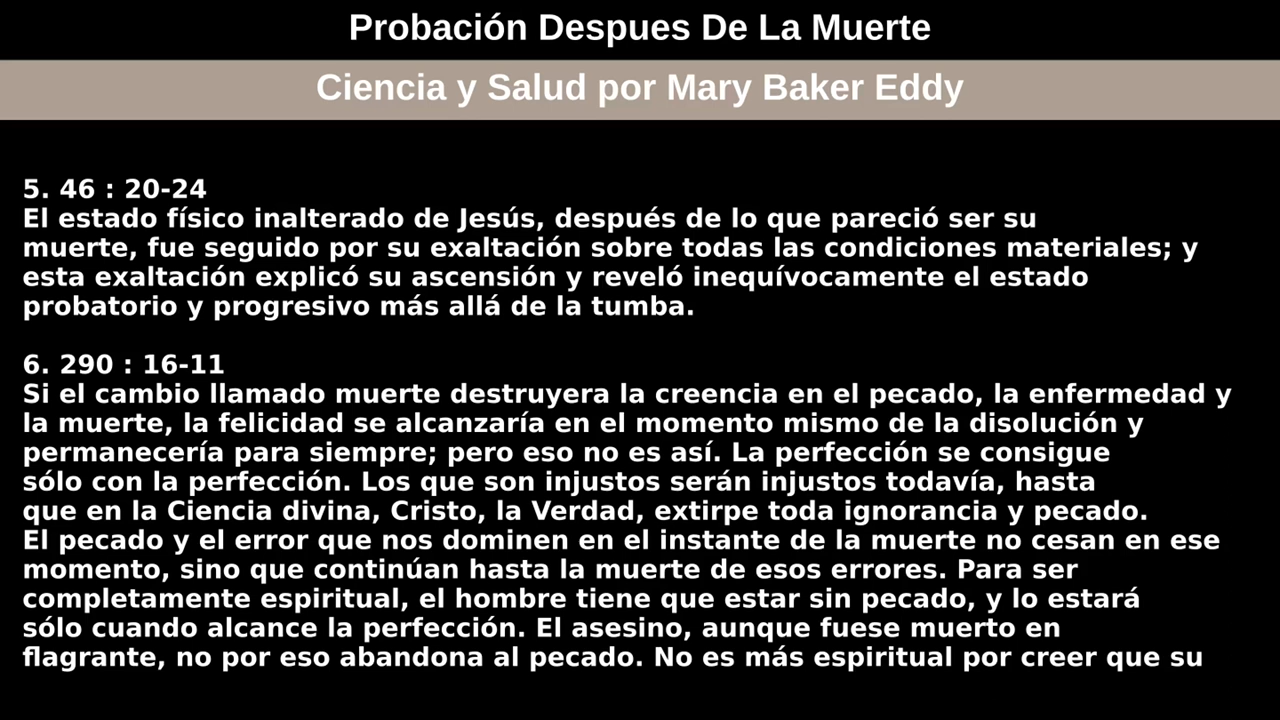 Probación Despues De La Muerte
Ciencia y Salud por Mary Baker Eddy
5. 46 : 20-24
El estado físico inalterado de Jesús, después de lo que pareció ser su
muerte, fue seguido por su exaltación sobre todas las condiciones materiales; y
esta exaltación explicó su ascensión y reveló inequívocamente el estado
probatorio y progresivo más allá de la tumba.
6. 290 : 16-11
Si el cambio llamado muerte destruyera la creencia en el pecado, la enfermedad y
la muerte, la felicidad se alcanzaría en el momento mismo de la disolución y
permanecería para siempre; pero eso no es así. La perfección se consigue
sólo con la perfección. Los que son injustos serán injustos todavía, hasta
que en la Ciencia divina, Cristo, la Verdad, extirpe toda ignorancia y pecado.
El pecado y el error que nos dominen en el instante de la muerte no cesan en ese
momento, sino que continúan hasta la muerte de esos errores. Para ser
completamente espiritual, el hombre tiene que estar sin pecado, y lo estará
sólo cuando alcance la perfección. El asesino, aunque fuese muerto en
flagrante, no por eso abandona al pecado. No es más espiritual por creer que su